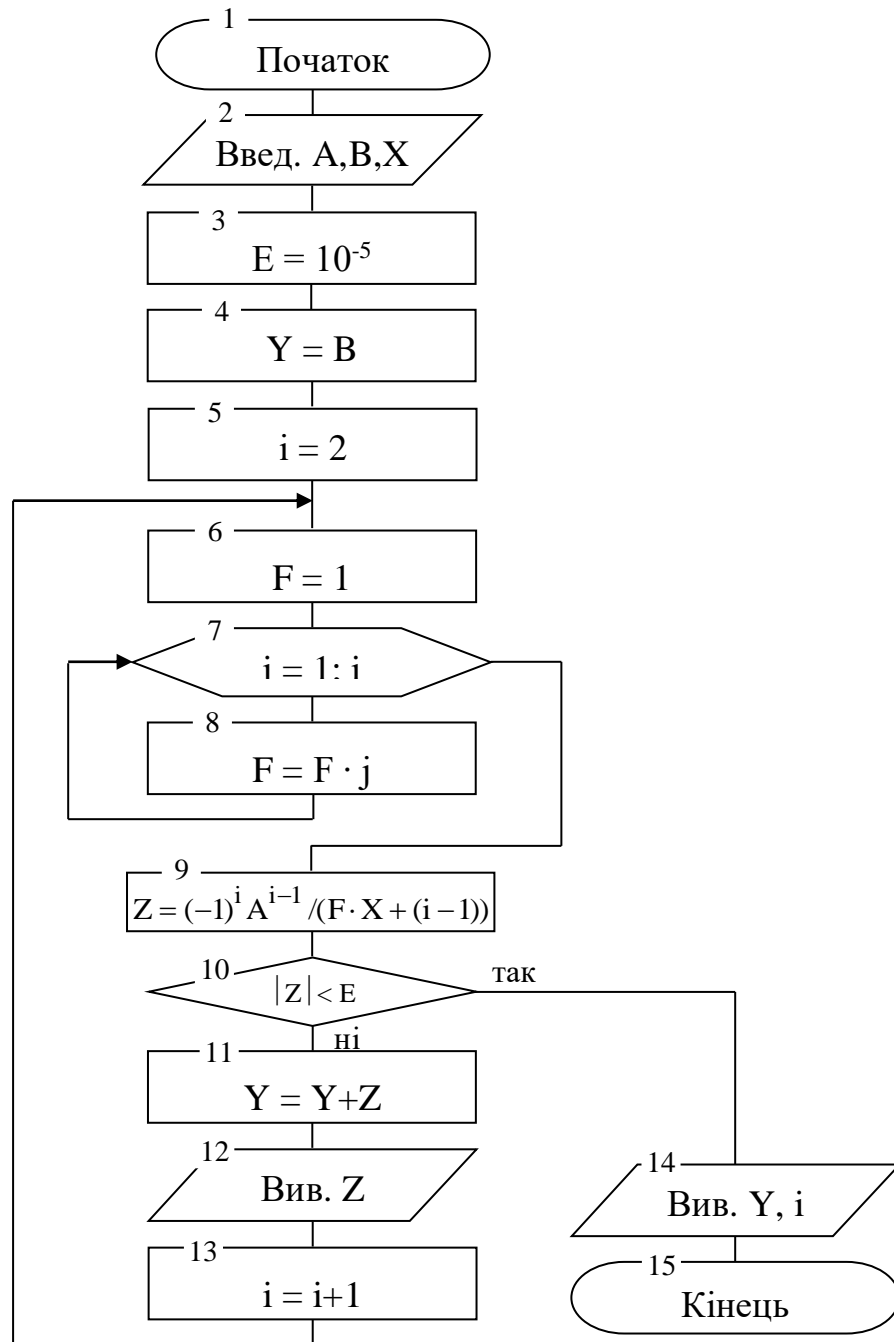 1
Початок
2
Введ. A,B,X
3
E = 10⁻⁵
4
Y = B
5
i = 2
6
F = 1
7
j = 1; i
8
F = F · j
9
Z = (−1)ⁱ Aⁱ⁻¹ /(F · X + (i − 1))
10
|Z| < E
так
ні
11
Y = Y+Z
12
Вив. Z
13
i = i+1
14
Вив. Y, i
15
Кінець